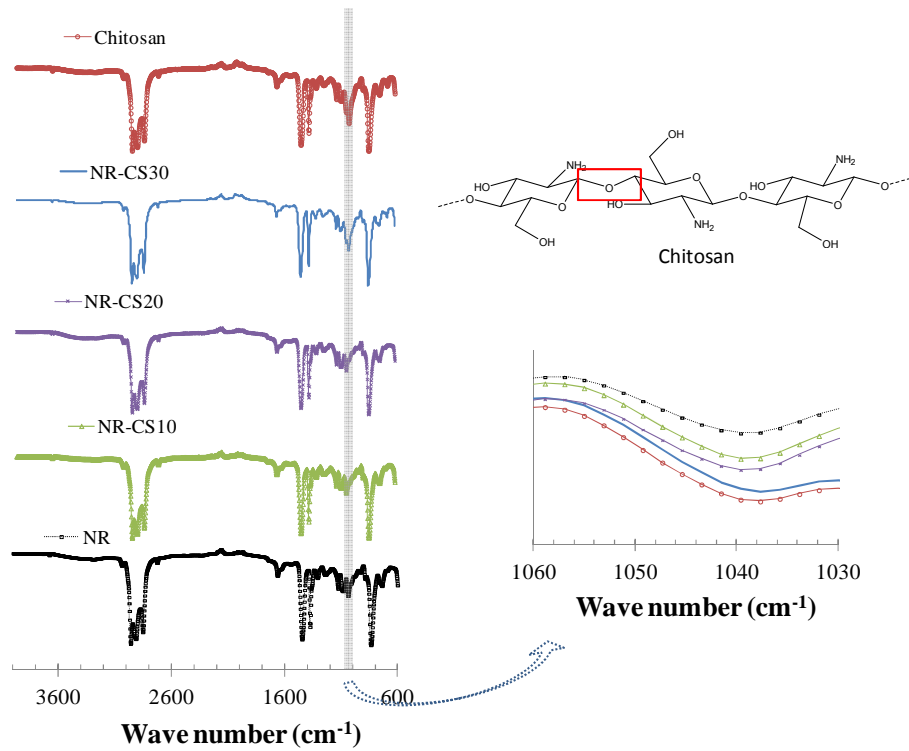 Chitosan
NR-CS30
NR-CS20
NR-CS10
NR
3600 2600 1600 600
Wave number (cm-1)
OH
NH2
NH2
O
O
O
HO
O
HO
O
O
O
HO
O
O
NH2
OH
OH
Chitosan
1060 1050 1040 1030
Wave number (cm-1)